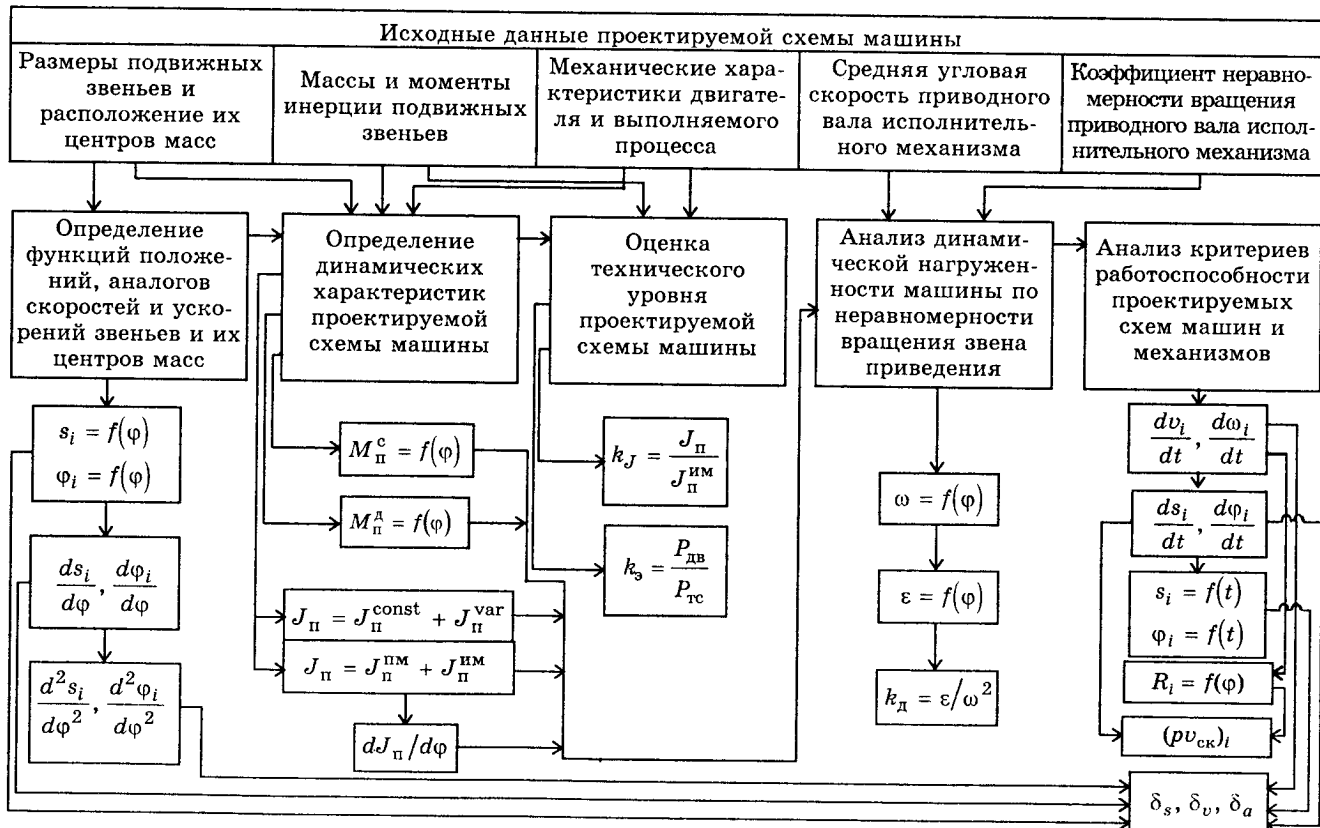 Исходные данные проектируемой схемы машины
Размеры подвижных
звеньев и
расположение их
центров масс
Массы и моменты
инерции подвижных
звеньев
Механические хара-
ктеристики двигате-
ля и выполняемого
процесса
Средняя угловая
скорость приводного
вала исполнитель-
ного механизма
Коэффициент неравно-
мерности вращения
приводного вала испол-
нительного механизма
Определение
функций положе-
ний, аналогов
скоростей и уско-
рений звеньев и их
центров масс
Определение
динамических
характеристик
проектируемой
схемы машины
Оценка
технического
уровня
проектируемой
схемы машины
Анализ динами-
ческой нагружен-
ности машины по
неравномерности
вращения звена
приведения
Анализ критериев
работоспособности
проектируемых
схем машин и
механизмов
s_i = f(φ)
φ_i = f(φ)
ds_i/dφ, dφ_i/dφ
d²s_i/dφ², d²φ_i/dφ²
M_п^с = f(φ)
M_п^д = f(φ)
J_п = J_п^const + J_п^var
J_п = J_п^пм + J_п^им
dJ_п/dφ
k_J = J_п/J_п^им
k_э = P_дв/P_тс
ω = f(φ)
ε = f(φ)
k_д = ε/ω²
dv_i/dt, dω_i/dt
ds_i/dt, dφ_i/dt
s_i = f(t)
φ_i = f(t)
R_i = f(φ)
(pv_ск)_i
δ_s, δ_v, δ_a